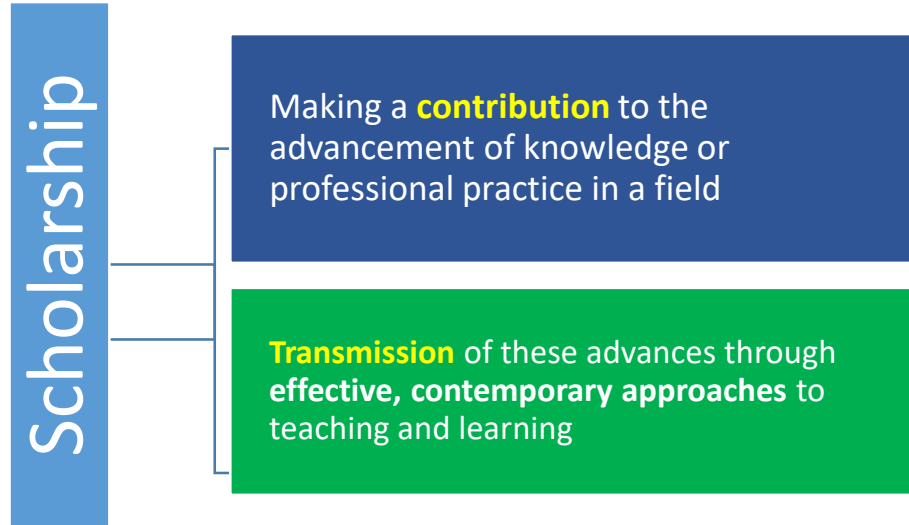 Scholarship
Making a contribution to the
advancement of knowledge or
professional practice in a field
Transmission of these advances through
effective, contemporary approaches to
teaching and learning